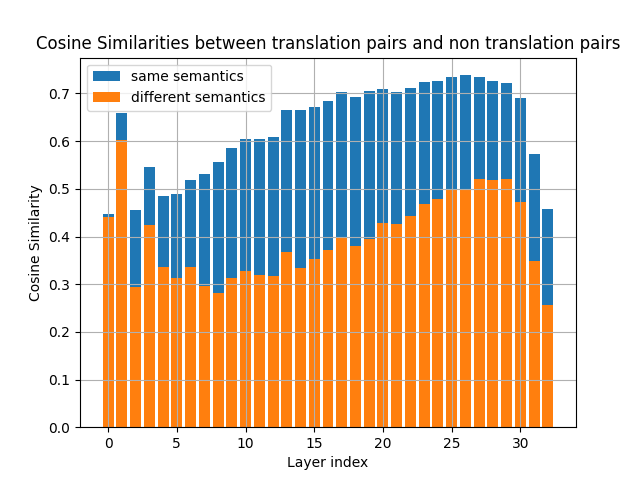 Cosine Similarities between translation pairs and non translation pairs
same semantics
different semantics
Cosine Similarity
0.7
0.6
0.5
0.4
0.3
0.2
0.1
0.0
0 5 10 15 20 25 30
Layer index